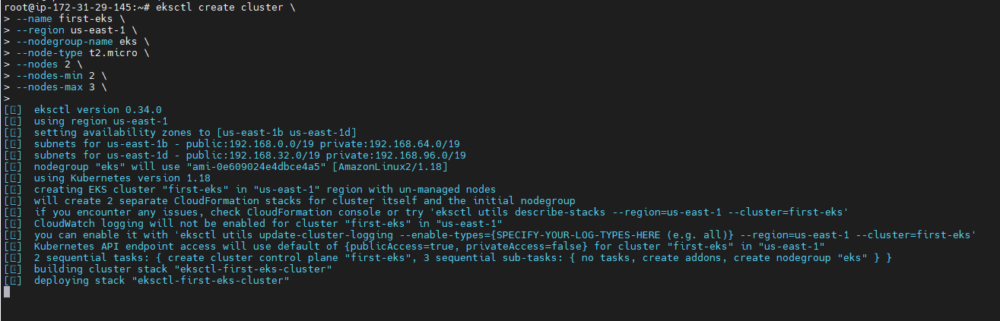 root@ip-172-31-29-145:~# eksctl create cluster \
> --name first-eks \
> --region us-east-1 \
> --nodegroup-name eks \
> --node-type t2.micro \
> --nodes 2 \
> --nodes-min 2 \
> --nodes-max 3 \
>
[ℹ]  eksctl version 0.34.0
[ℹ]  using region us-east-1
[ℹ]  setting availability zones to [us-east-1b us-east-1d]
[ℹ]  subnets for us-east-1b - public:192.168.0.0/19 private:192.168.64.0/19
[ℹ]  subnets for us-east-1d - public:192.168.32.0/19 private:192.168.96.0/19
[ℹ]  nodegroup "eks" will use "ami-0e609024e4dbce4a5" [AmazonLinux2/1.18]
[ℹ]  using Kubernetes version 1.18
[ℹ]  creating EKS cluster "first-eks" in "us-east-1" region with un-managed nodes
[ℹ]  will create 2 separate CloudFormation stacks for cluster itself and the initial nodegroup
[ℹ]  if you encounter any issues, check CloudFormation console or try 'eksctl utils describe-stacks --region=us-east-1 --cluster=first-eks'
[ℹ]  CloudWatch logging will not be enabled for cluster "first-eks" in "us-east-1"
[ℹ]  you can enable it with 'eksctl utils update-cluster-logging --enable-types={SPECIFY-YOUR-LOG-TYPES-HERE (e.g. all)} --region=us-east-1 --cluster=first-eks'
[ℹ]  Kubernetes API endpoint access will use default of {publicAccess=true, privateAccess=false} for cluster "first-eks" in "us-east-1"
[ℹ]  2 sequential tasks: { create cluster control plane "first-eks", 3 sequential sub-tasks: { no tasks, create addons, create nodegroup "eks" } }
[ℹ]  building cluster stack "eksctl-first-eks-cluster"
[ℹ]  deploying stack "eksctl-first-eks-cluster"